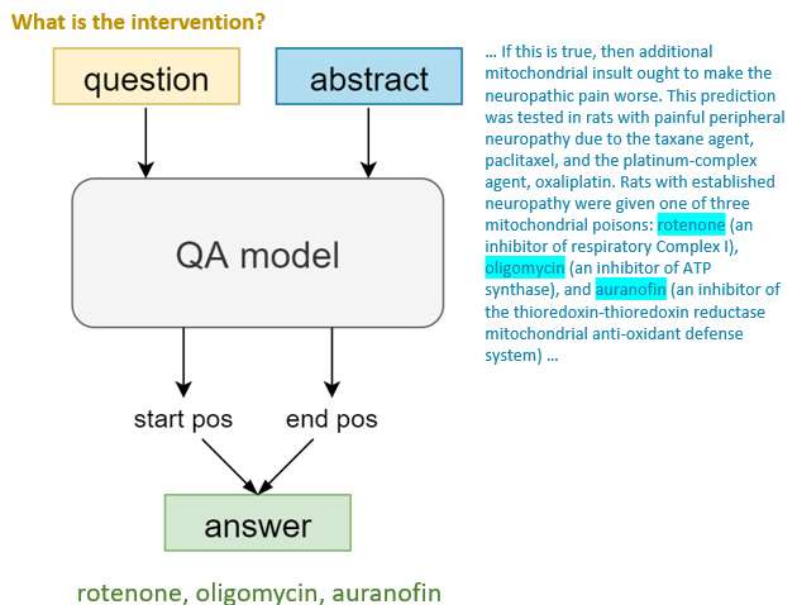 What is the intervention?
question
abstract
… If this is true, then additional
mitochondrial insult ought to make the
neuropathic pain worse. This prediction
was tested in rats with painful peripheral
neuropathy due to the taxane agent,
paclitaxel, and the platinum-complex
agent, oxaliplatin. Rats with established
neuropathy were given one of three
mitochondrial poisons: rotenone (an
inhibitor of respiratory Complex I),
oligomycin (an inhibitor of ATP
synthase), and auranofin (an inhibitor of
the thioredoxin-thioredoxin reductase
mitochondrial anti-oxidant defense
system) …
QA model
start pos
end pos
answer
rotenone, oligomycin, auranofin